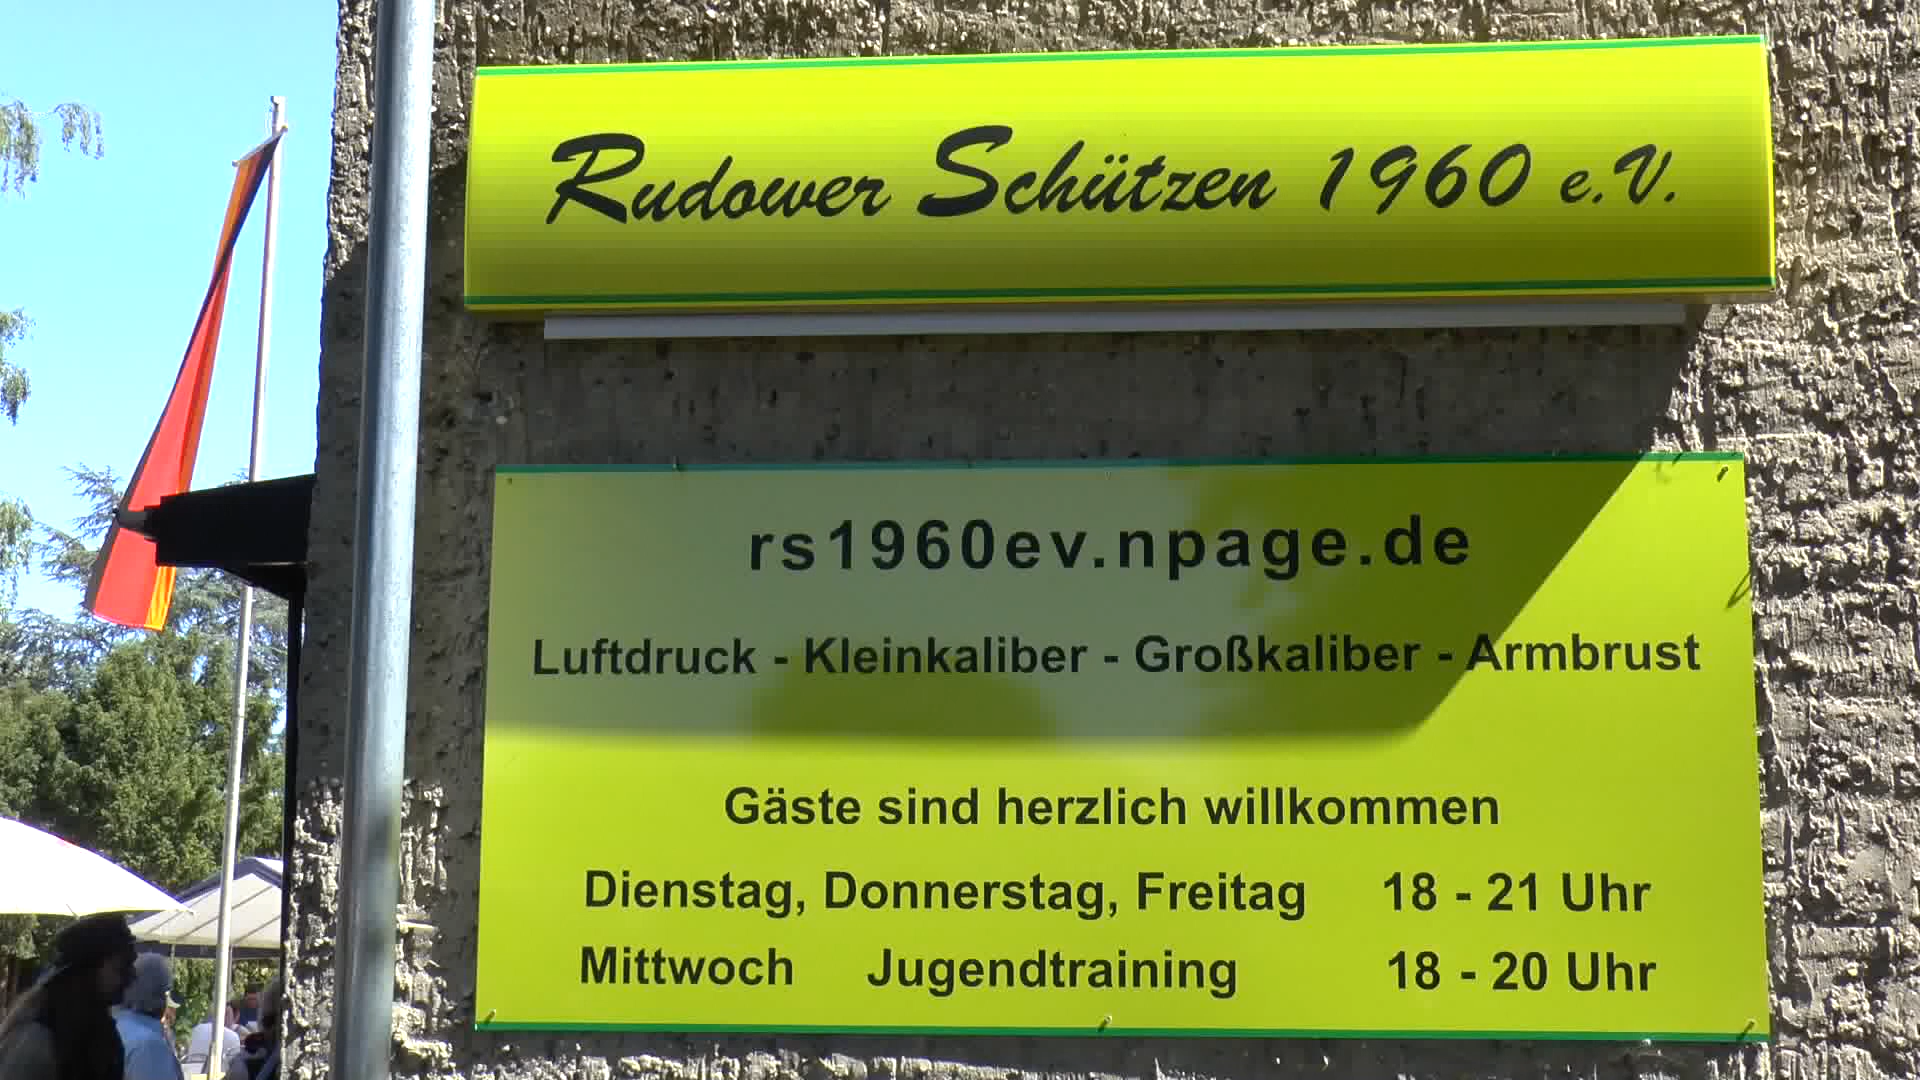 Rudower Schützen 1960 e.V.
rs1960ev.npage.de
Luftdruck - Kleinkaliber - Großkaliber - Armbrust
Gäste sind herzlich willkommen
Dienstag, Donnerstag, Freitag 18 - 21 Uhr
Mittwoch Jugendtraining 18 - 20 Uhr